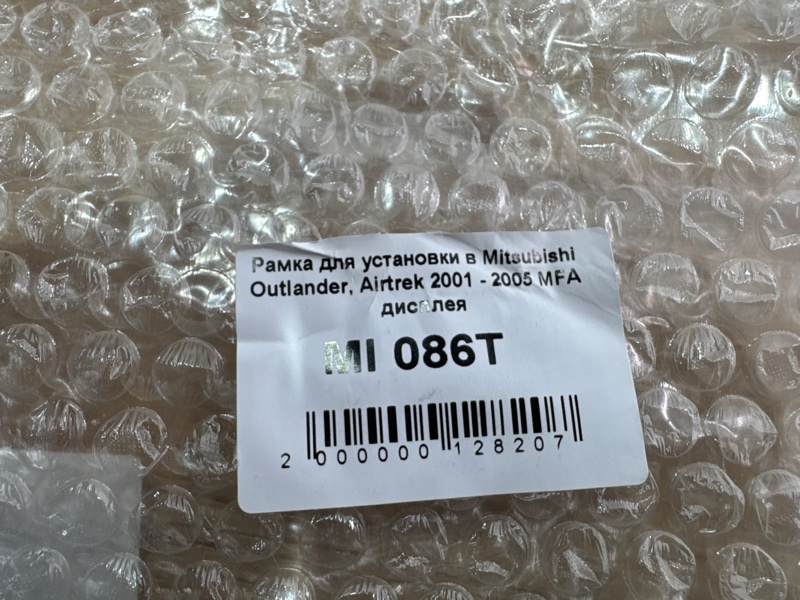 Рамка для установки в Mitsubishi
Outlander, Airtrek 2001 - 2005 MFA
дисплея
MI 086T
2 000000 128207